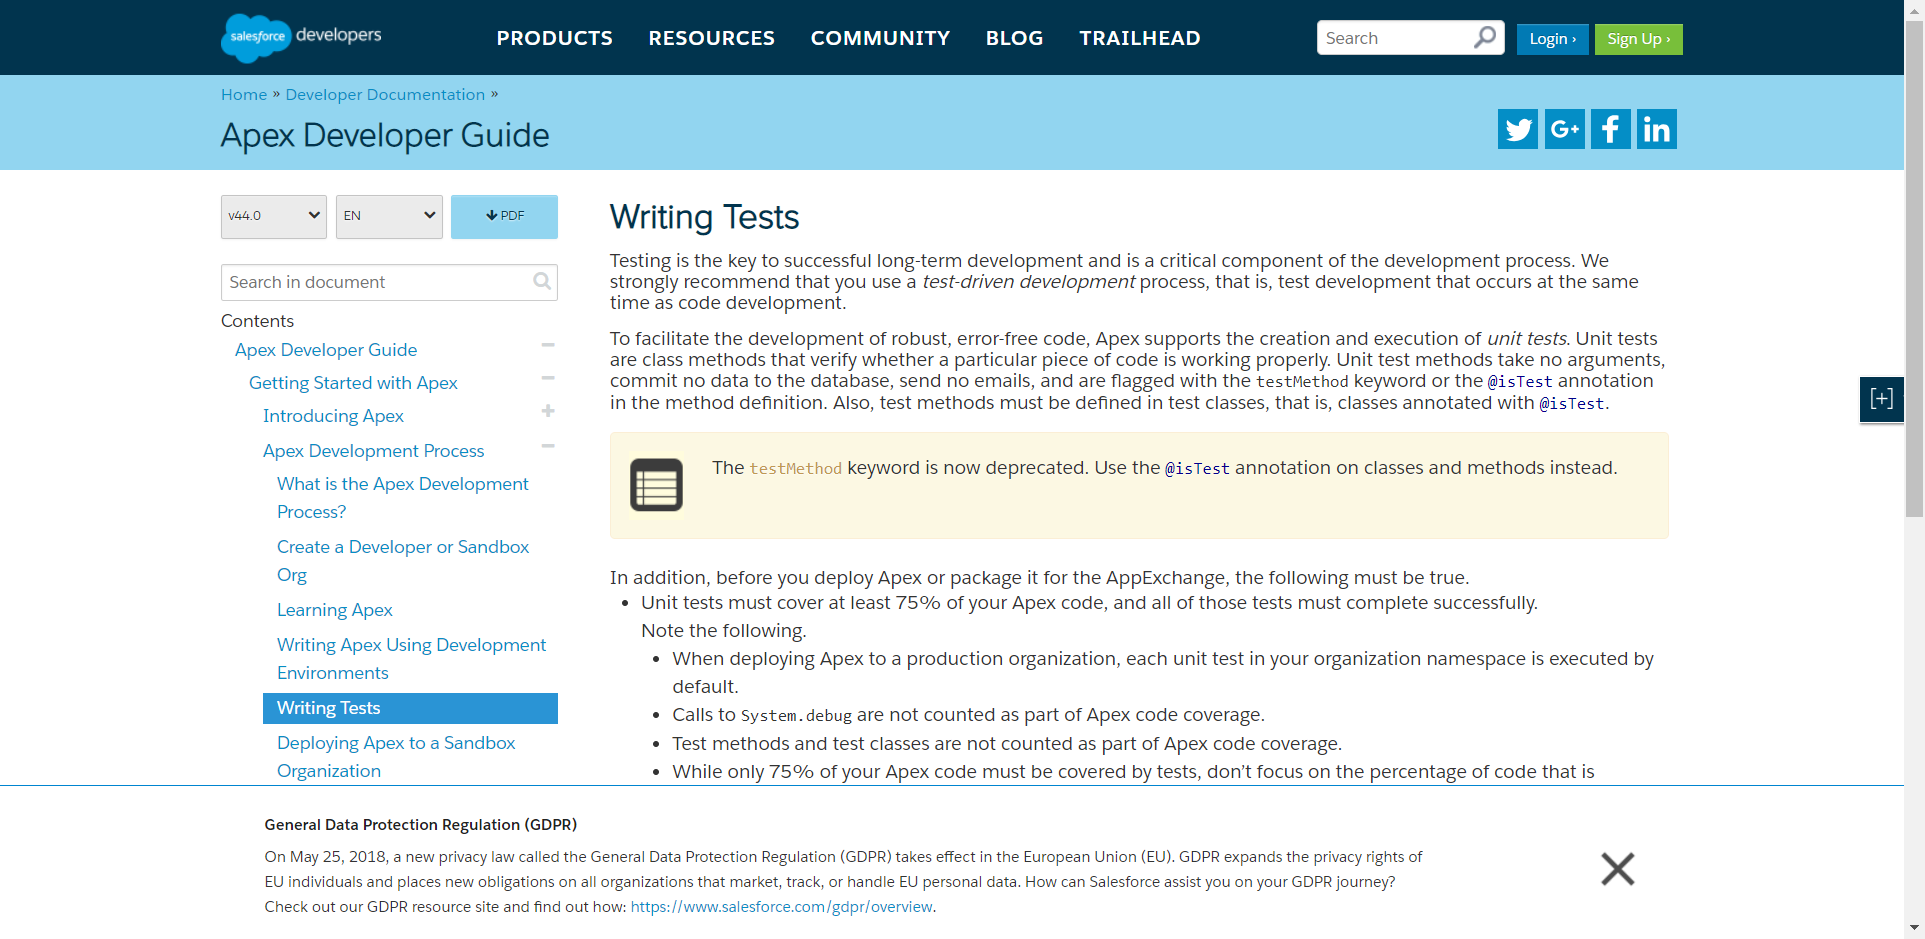 salesforce developers
PRODUCTS RESOURCES COMMUNITY BLOG TRAILHEAD
Search
Login ›
Sign Up ›
Home » Developer Documentation »
Apex Developer Guide
G+ f in
v44.0
EN
PDF
Search in document
Contents
Apex Developer Guide
Getting Started with Apex
Introducing Apex
Apex Development Process
What is the Apex Development
Process?
Create a Developer or Sandbox
Org
Learning Apex
Writing Apex Using Development
Environments
Writing Tests
Deploying Apex to a Sandbox
Organization
Writing Tests
Testing is the key to successful long-term development and is a critical component of the development process. We
strongly recommend that you use a test-driven development process, that is, test development that occurs at the same
time as code development.
To facilitate the development of robust, error-free code, Apex supports the creation and execution of unit tests. Unit tests
are class methods that verify whether a particular piece of code is working properly. Unit test methods take no arguments,
commit no data to the database, send no emails, and are flagged with the testMethod keyword or the @isTest annotation
in the method definition. Also, test methods must be defined in test classes, that is, classes annotated with @isTest.
The testMethod keyword is now deprecated. Use the @isTest annotation on classes and methods instead.
In addition, before you deploy Apex or package it for the AppExchange, the following must be true.
• Unit tests must cover at least 75% of your Apex code, and all of those tests must complete successfully.
Note the following.
• When deploying Apex to a production organization, each unit test in your organization namespace is executed by
default.
• Calls to System.debug are not counted as part of Apex code coverage.
• Test methods and test classes are not counted as part of Apex code coverage.
• While only 75% of your Apex code must be covered by tests, don’t focus on the percentage of code that is
[+]
General Data Protection Regulation (GDPR)
On May 25, 2018, a new privacy law called the General Data Protection Regulation (GDPR) takes effect in the European Union (EU). GDPR expands the privacy rights of
EU individuals and places new obligations on all organizations that market, track, or handle EU personal data. How can Salesforce assist you on your GDPR journey?
Check out our GDPR resource site and find out how: https://www.salesforce.com/gdpr/overview.